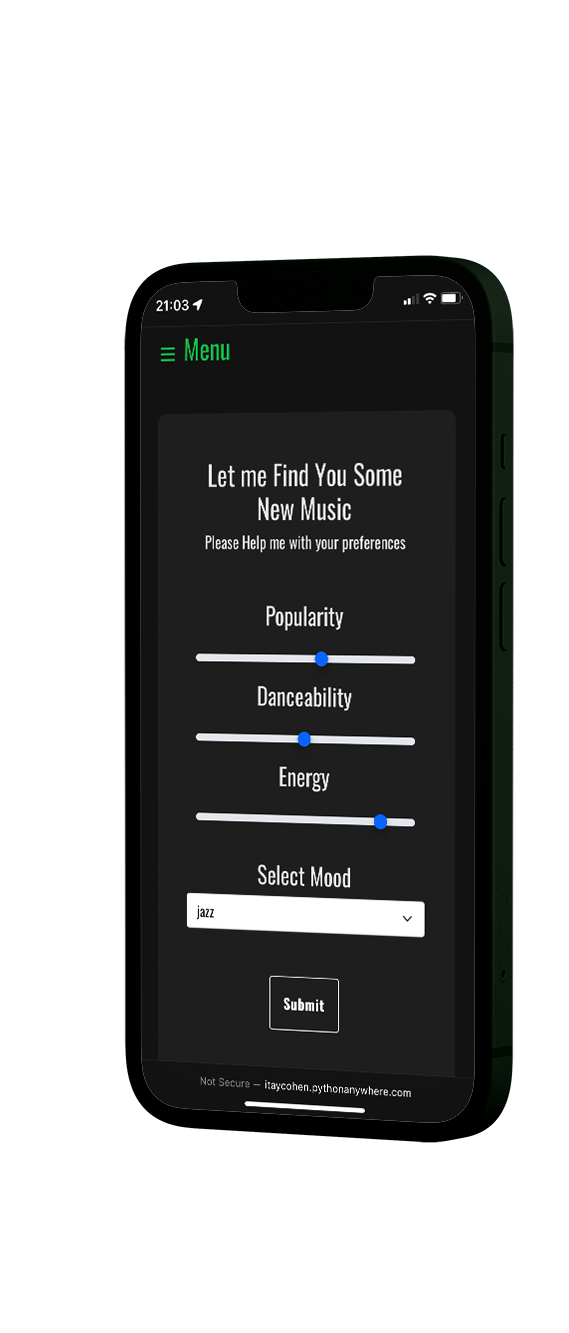 21:03
Menu
Let me Find You Some
New Music
Please Help me with your preferences
Popularity
Danceability
Energy
Select Mood
jazz
Submit
Not Secure — itaycohen.pythonanywhere.com